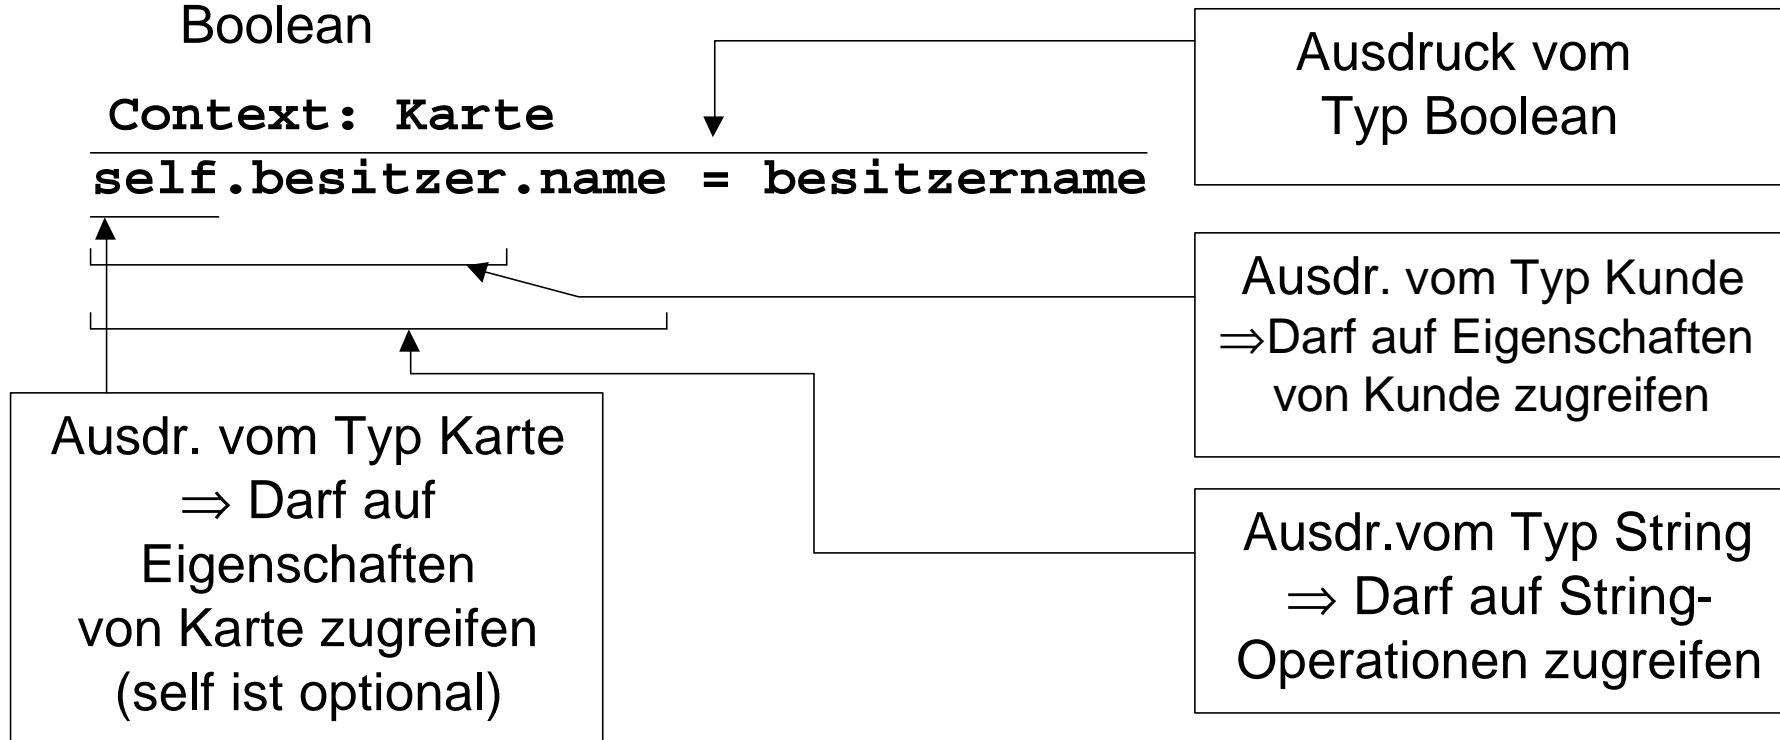 Boolean
Context: Karte
self.besitzer.name = besitzername
Ausdruck vom
Typ Boolean
Ausdr. vom Typ Kunde
⇒Darf auf Eigenschaften
von Kunde zugreifen
Ausdr. vom Typ Karte
⇒ Darf auf
Eigenschaften
von Karte zugreifen
(self ist optional)
Ausdr.vom Typ String
⇒ Darf auf String-
Operationen zugreifen